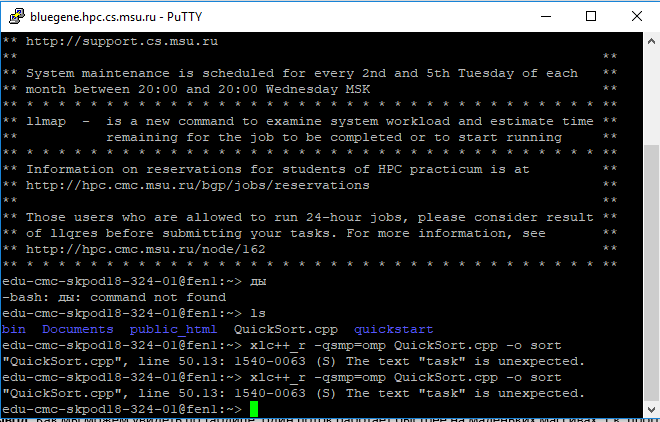 bluegene.hpc.cs.msu.ru - PuTTY
** http://support.cs.msu.ru
** **
** System maintenance is scheduled for every 2nd and 5th Tuesday of each **
** month between 20:00 and 20:00 Wednesday MSK **
** * * * * * * * * * * * * * * * * * * * * * * * * * * * * * * * * * * * **
** llmap - is a new command to examine system workload and estimate time **
** remaining for the job to be completed or to start running **
** * * * * * * * * * * * * * * * * * * * * * * * * * * * * * * * * * * * **
** Information on reservations for students of HPC practicum is at **
** http://hpc.cmc.msu.ru/bgp/jobs/reservations **
** **
** Those users who are allowed to run 24-hour jobs, please consider result **
** of llqres before submitting your tasks. For more information, see **
** http://hpc.cmc.msu.ru/node/162 **
** * * * * * * * * * * * * * * * * * * * * * * * * * * * * * * * * * * * **
edu-cmc-skpod18-324-01@fen1:~> ды
-bash: ды: command not found
edu-cmc-skpod18-324-01@fen1:~> ls
bin Documents public_html QuickSort.cpp quickstart
edu-cmc-skpod18-324-01@fen1:~> xlc++_r -qsmp=omp QuickSort.cpp -o sort
"QuickSort.cpp", line 50.13: 1540-0063 (S) The text "task" is unexpected.
edu-cmc-skpod18-324-01@fen1:~> xlc++_r -qsmp=omp QuickSort.cpp -o sort
"QuickSort.cpp", line 50.13: 1540-0063 (S) The text "task" is unexpected.
edu-cmc-skpod18-324-01@fen1:~>